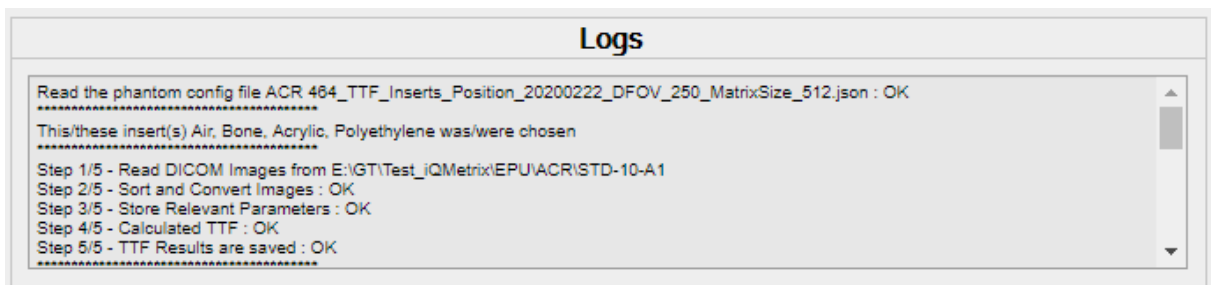 Logs
Read the phantom config file ACR 464_TTF_Inserts_Position_20200222_DFOV_250_MatrixSize_512.json : OK
*****************************************
This/these insert(s) Air, Bone, Acrylic, Polyethylene was/were chosen
*****************************************
Step 1/5 - Read DICOM Images from E:\GT\Test_iQMetrix\EPU\ACR\STD-10-A1
Step 2/5 - Sort and Convert Images : OK
Step 3/5 - Store Relevant Parameters : OK
Step 4/5 - Calculated TTF : OK
Step 5/5 - TTF Results are saved : OK
*****************************************